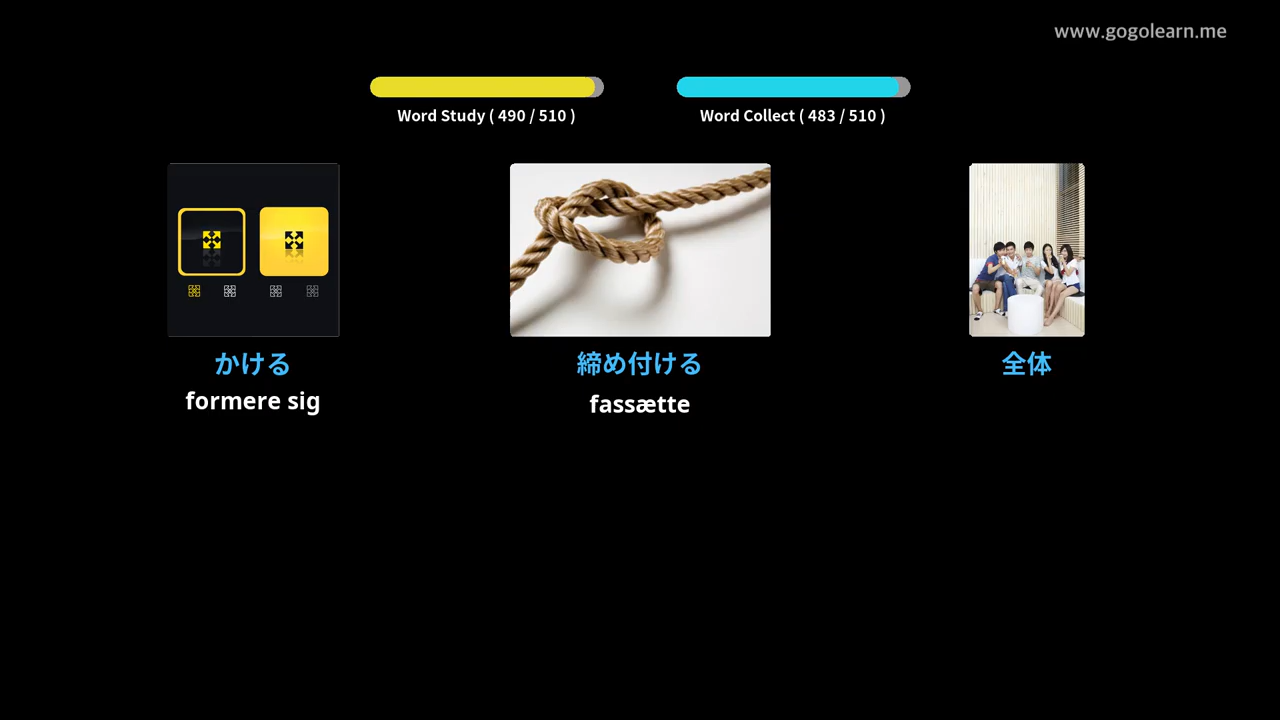 www.gogolearn.me
Word Study ( 490 / 510 )
Word Collect ( 483 / 510 )
かける
締め付ける
全体
formere sig
fassætte